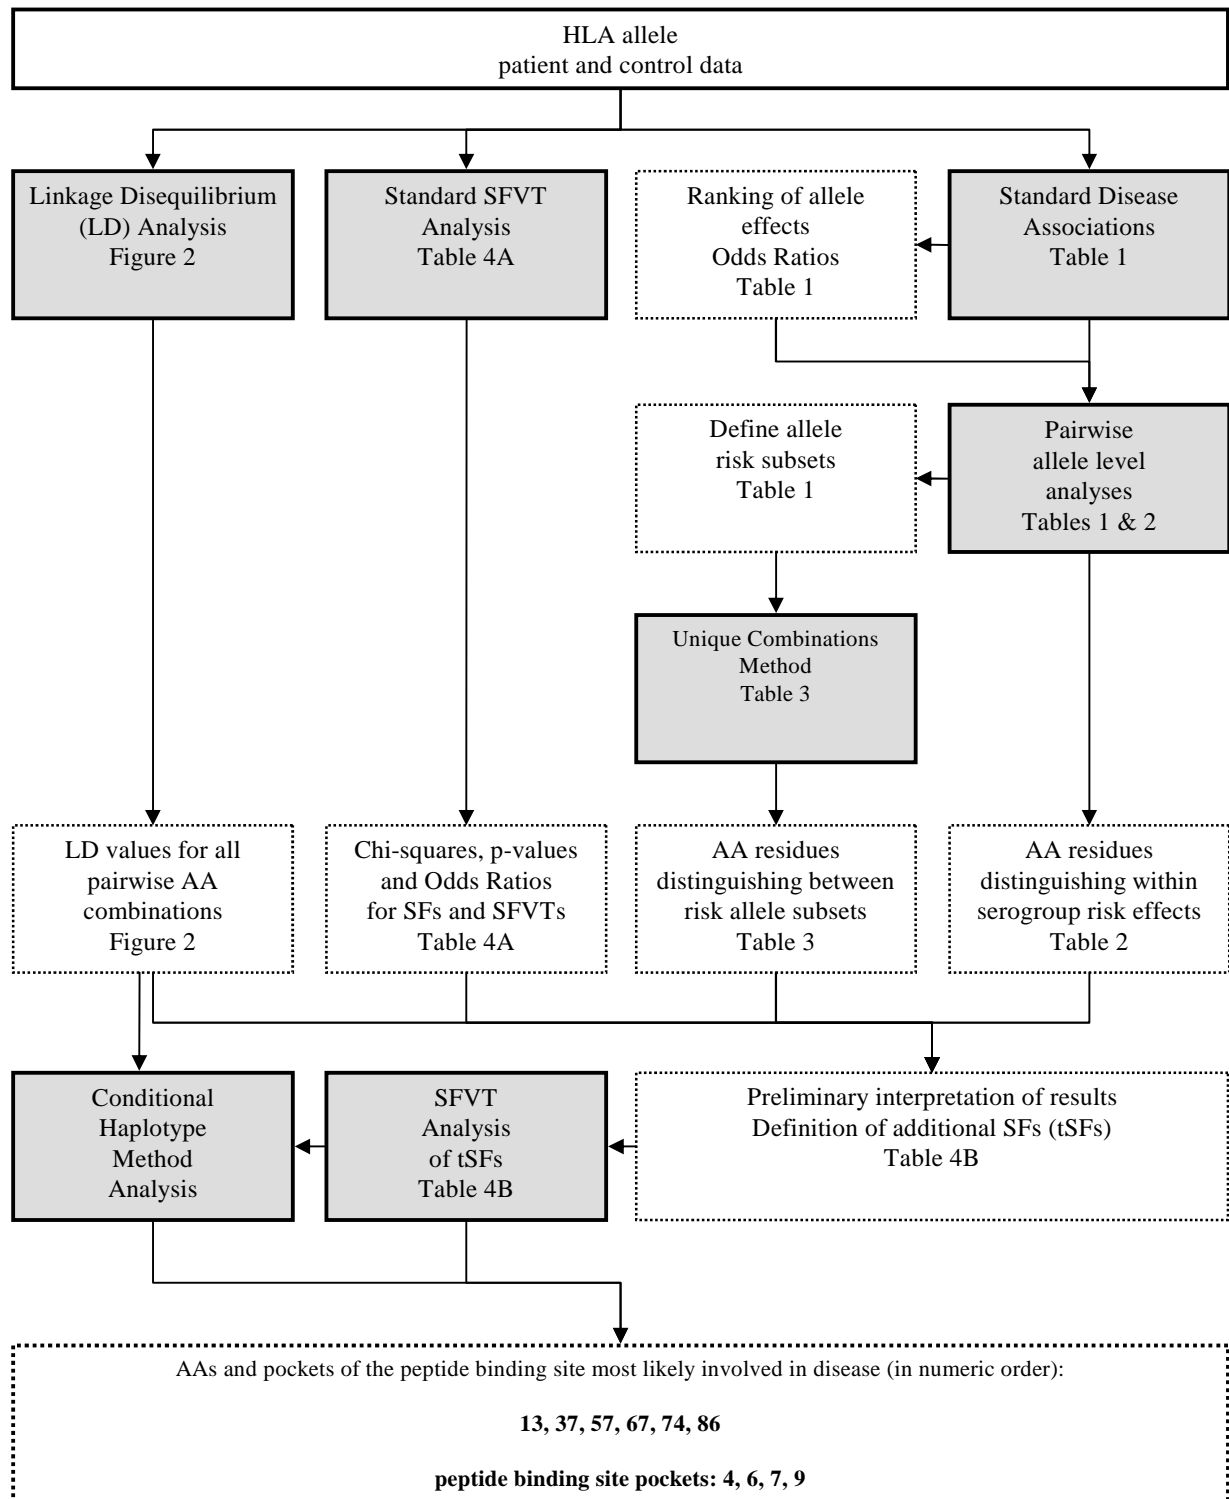 HLA allele
patient and control data
Linkage Disequilibrium
(LD) Analysis
Figure 2
Standard SFVT
Analysis
Table 4A
Ranking of allele
effects
Odds Ratios
Table 1
Standard Disease
Associations
Table 1
Define allele
risk subsets
Table 1
Pairwise
allele level
analyses
Tables 1 & 2
Unique Combinations
Method
Table 3
LD values for all
pairwise AA
combinations
Figure 2
Chi-squares, p-values
and Odds Ratios
for SFs and SFVTs
Table 4A
AA residues
distinguishing between
risk allele subsets
Table 3
AA residues
distinguishing within
serogroup risk effects
Table 2
Conditional
Haplotype
Method
Analysis
SFVT
Analysis
of tSFs
Table 4B
Preliminary interpretation of results
Definition of additional SFs (tSFs)
Table 4B
AAs and pockets of the peptide binding site most likely involved in disease (in numeric order):
13, 37, 57, 67, 74, 86
peptide binding site pockets: 4, 6, 7, 9